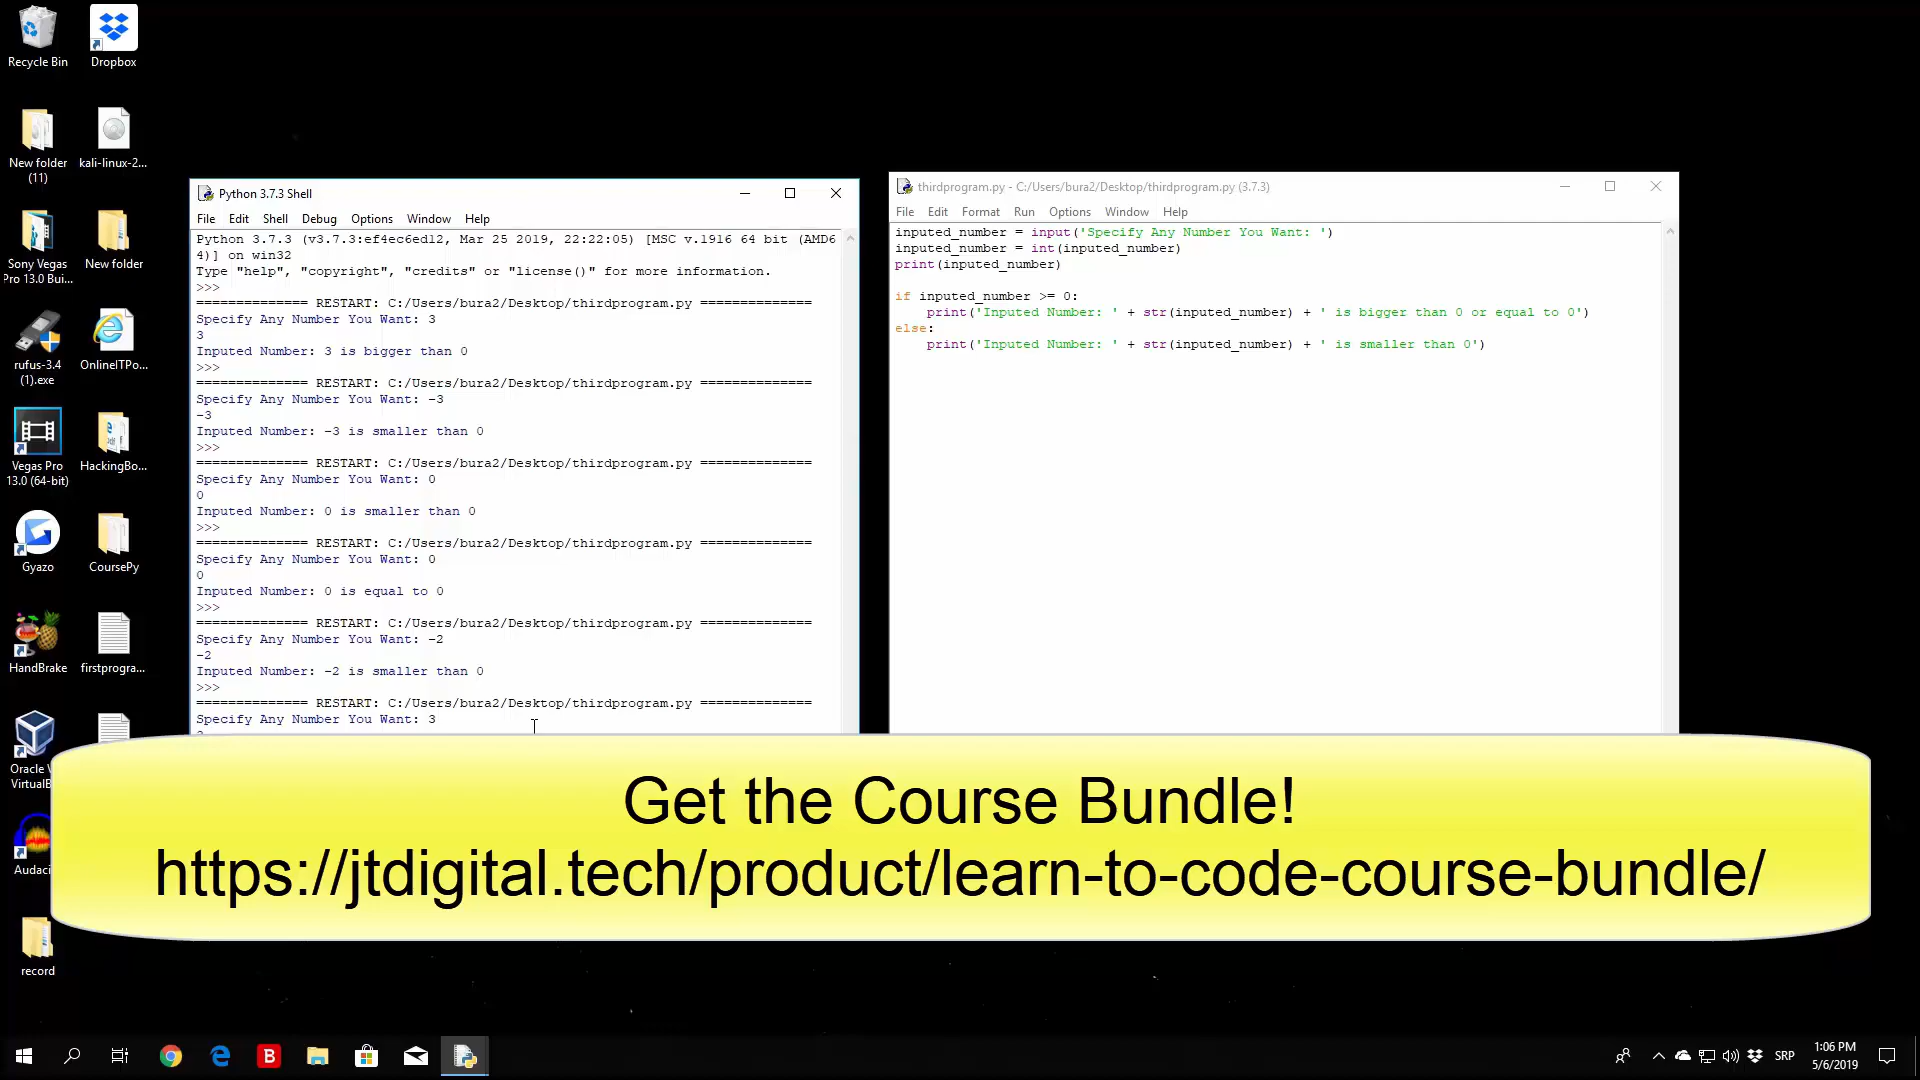 Recycle Bin
Dropbox
New folder
(11)
kali-linux-2...
Sony Vegas
Pro 13.0 Bui...
New folder
rufus-3.4
(1).exe
OnlineITPo...
Vegas Pro
13.0 (64-bit)
HackingBo...
Gyazo
CoursePy
HandBrake
firstprogra...
Oracle V
VirtualB
Audaci
record
Python 3.7.3 Shell
File Edit Shell Debug Options Window Help
Python 3.7.3 (v3.7.3:ef4ec6ed12, Mar 25 2019, 22:22:05) [MSC v.1916 64 bit (AMD6
4)] on win32
Type "help", "copyright", "credits" or "license()" for more information.
>>>
============== RESTART: C:/Users/bura2/Desktop/thirdprogram.py ==============
Specify Any Number You Want: 3
3
Inputed Number: 3 is bigger than 0
>>>
============== RESTART: C:/Users/bura2/Desktop/thirdprogram.py ==============
Specify Any Number You Want: -3
-3
Inputed Number: -3 is smaller than 0
>>>
============== RESTART: C:/Users/bura2/Desktop/thirdprogram.py ==============
Specify Any Number You Want: 0
0
Inputed Number: 0 is smaller than 0
>>>
============== RESTART: C:/Users/bura2/Desktop/thirdprogram.py ==============
Specify Any Number You Want: 0
0
Inputed Number: 0 is equal to 0
>>>
============== RESTART: C:/Users/bura2/Desktop/thirdprogram.py ==============
Specify Any Number You Want: -2
-2
Inputed Number: -2 is smaller than 0
>>>
============== RESTART: C:/Users/bura2/Desktop/thirdprogram.py ==============
Specify Any Number You Want: 3
thirdprogram.py - C:/Users/bura2/Desktop/thirdprogram.py (3.7.3)
File Edit Format Run Options Window Help
inputed_number = input('Specify Any Number You Want: ')
inputed_number = int(inputed_number)
print(inputed_number)
if inputed_number >= 0:
print('Inputed Number: ' + str(inputed_number) + ' is bigger than 0 or equal to 0')
else:
print('Inputed Number: ' + str(inputed_number) + ' is smaller than 0')
Get the Course Bundle!
https://jtdigital.tech/product/learn-to-code-course-bundle/
B
SRP
1:06 PM
5/6/2019